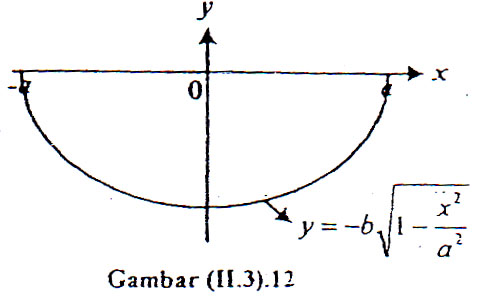 y
x
-a 0 a
y = -b√(1 - x²/a²)
Gambar (II.3).12